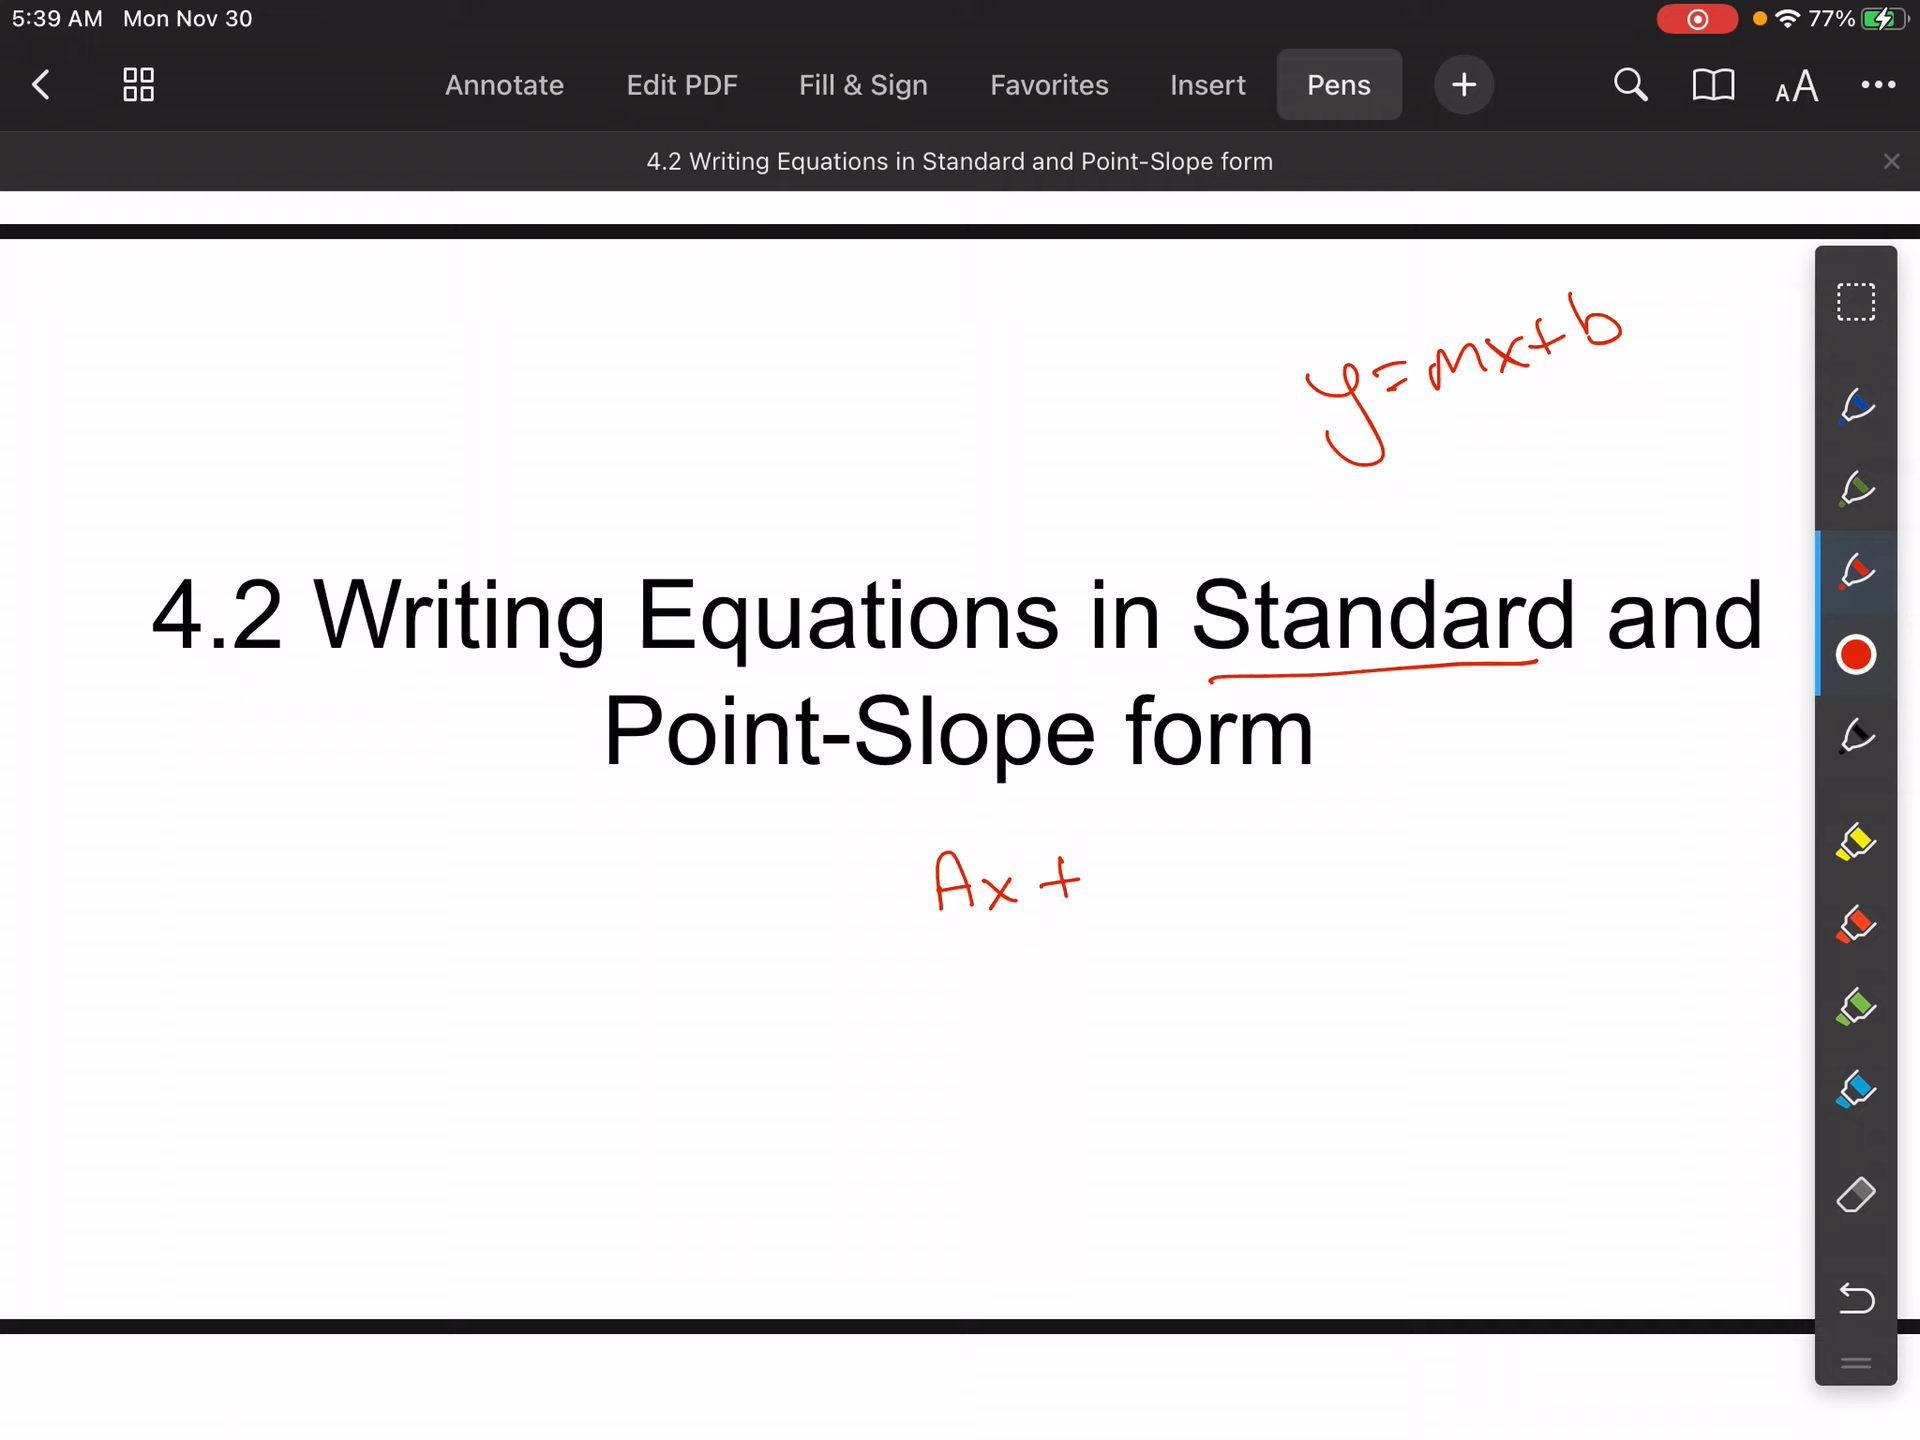 5:39 AM Mon Nov 30 77%
Annotate Edit PDF Fill & Sign Favorites Insert Pens AA
4.2 Writing Equations in Standard and Point-Slope form
y=mx+b
4.2 Writing Equations in Standard and
Point-Slope form
Ax +